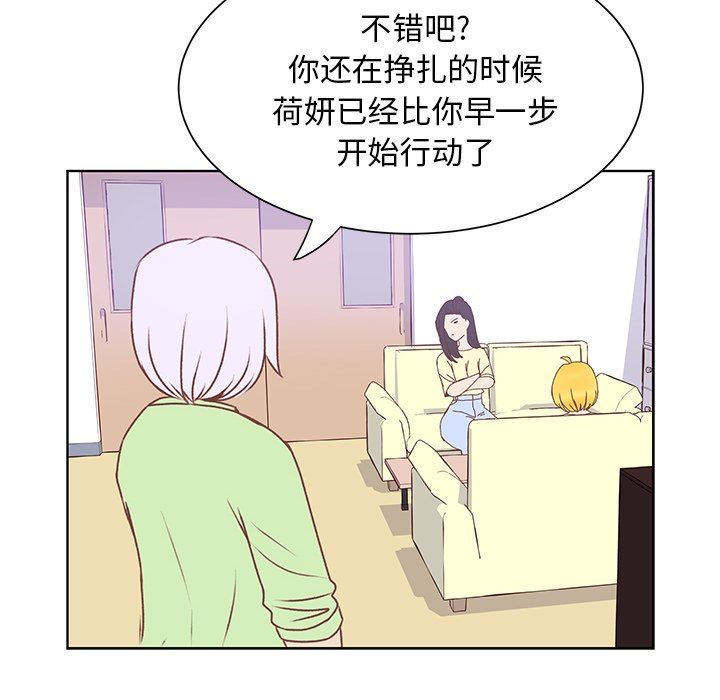 不错吧?
你还在挣扎的时候
荷妍已经比你早一步
开始行动了